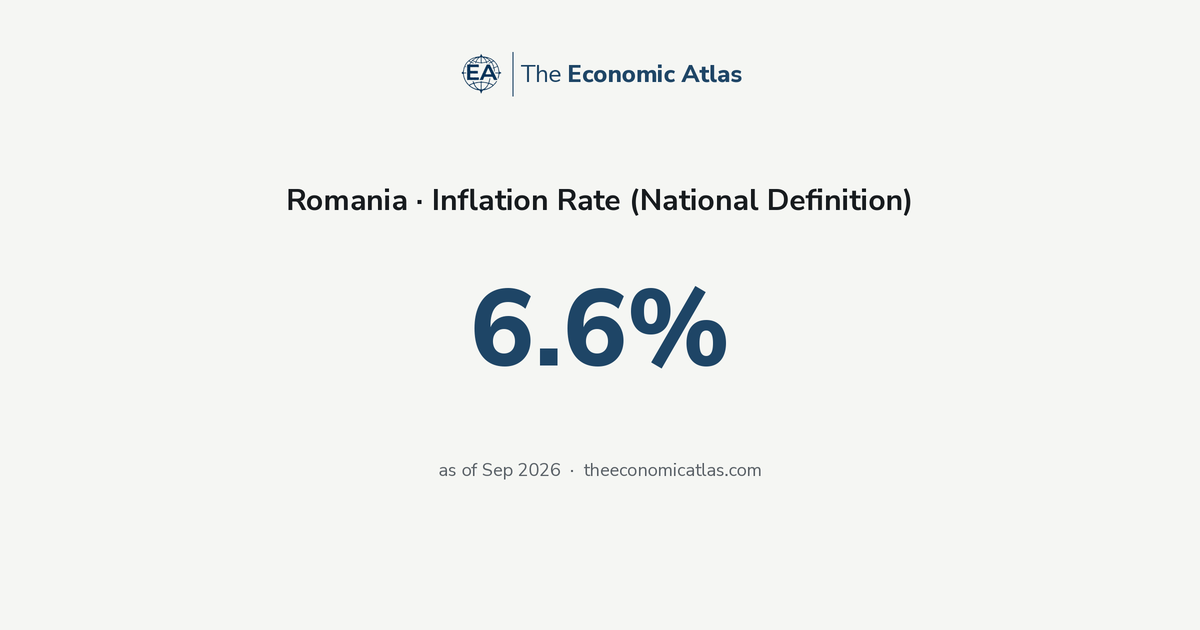 EA The Economic Atlas
Romania · Inflation Rate (National Definition)
6.6%
as of Sep 2026 · theeconomicatlas.com